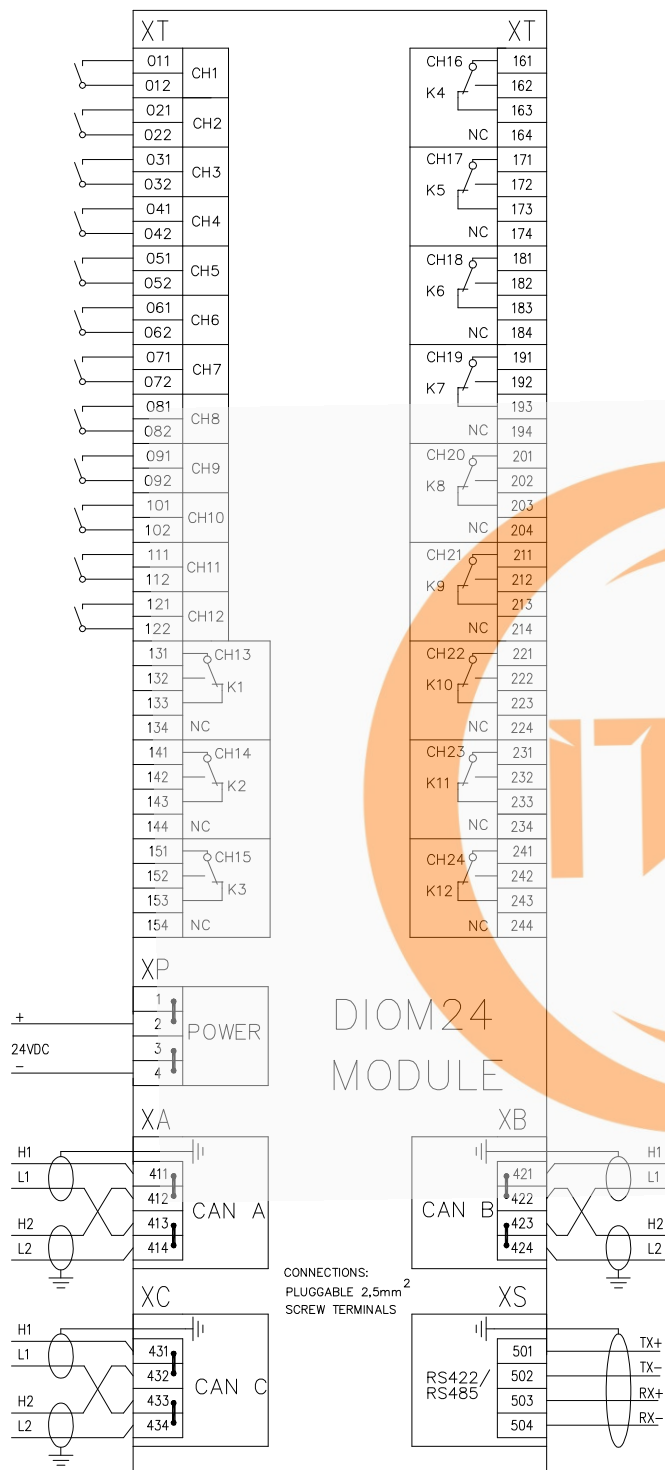 XT
011
012
CH1
021
022
CH2
031
032
CH3
041
042
CH4
051
052
CH5
061
062
CH6
071
072
CH7
081
082
CH8
091
092
CH9
101
102
CH10
111
112
CH11
121
122
CH12
131
132
133
134
CH13
K1
NC
141
142
143
144
CH14
K2
NC
151
152
153
154
CH15
K3
NC
XT
CH16
K4
NC
161
162
163
164
CH17
K5
NC
171
172
173
174
CH18
K6
NC
181
182
183
184
CH19
K7
NC
191
192
193
194
CH20
K8
NC
201
202
203
204
CH21
K9
NC
211
212
213
214
CH22
K10
NC
221
222
223
224
CH23
K11
NC
231
232
233
234
CH24
K12
NC
241
242
243
244
XP
+
24VDC
−
1
2
3
4
POWER
DIOM24
MODULE
XA
H1
L1
H2
L2
411
412
413
414
CAN A
XB
CAN B
421
422
423
424
H1
L1
H2
L2
CONNECTIONS:
PLUGGABLE 2,5mm²
SCREW TERMINALS
XC
H1
L1
H2
L2
431
432
433
434
CAN C
XS
RS422/
RS485
501
502
503
504
TX+
TX-
RX+
RX-